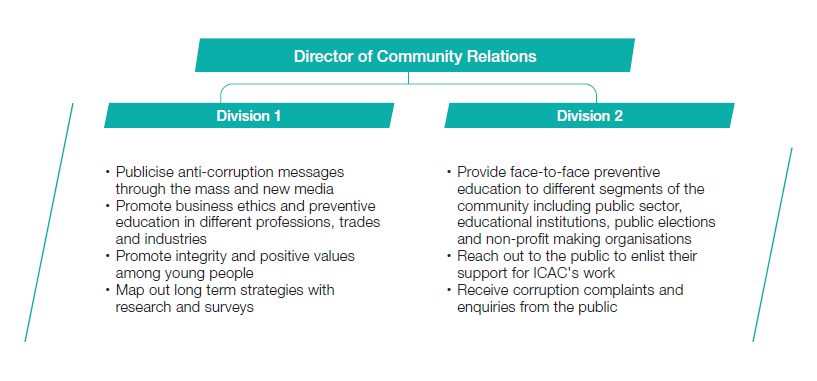 Director of Community Relations
Division 1
• Publicise anti-corruption messages
through the mass and new media
• Promote business ethics and preventive
education in different professions, trades
and industries
• Promote integrity and positive values
among young people
• Map out long term strategies with
research and surveys
Division 2
• Provide face-to-face preventive
education to different segments of the
community including public sector,
educational institutions, public elections
and non-profit making organisations
• Reach out to the public to enlist their
support for ICAC's work
• Receive corruption complaints and
enquiries from the public